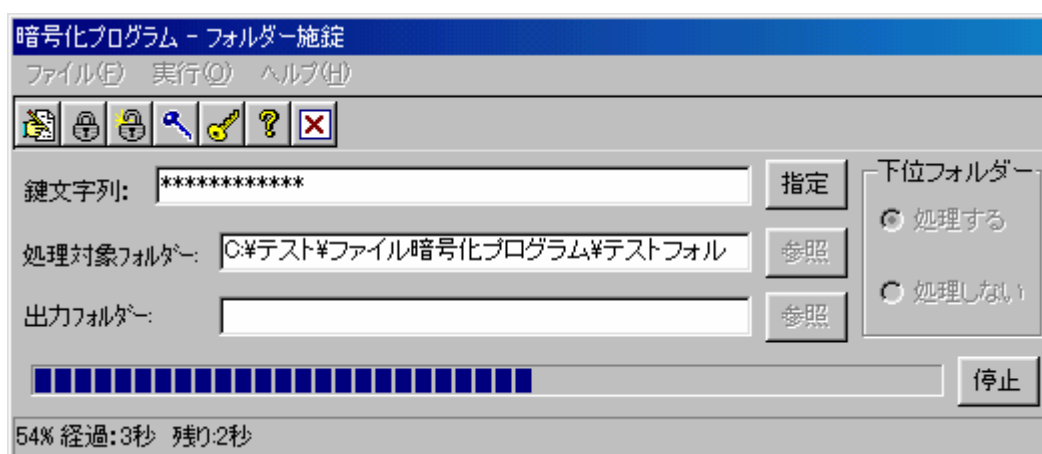 暗号化プログラム - フォルダー施錠
ファイル(F) 実行(O) ヘルプ(H)
鍵文字列: ************ 指定
下位フォルダー
処理する
処理対象フォルダー: C:¥テスト¥ファイル暗号化プログラム¥テストフォル 参照
処理しない
出力フォルダー: 参照
停止
54% 経過:3秒 残り:2秒